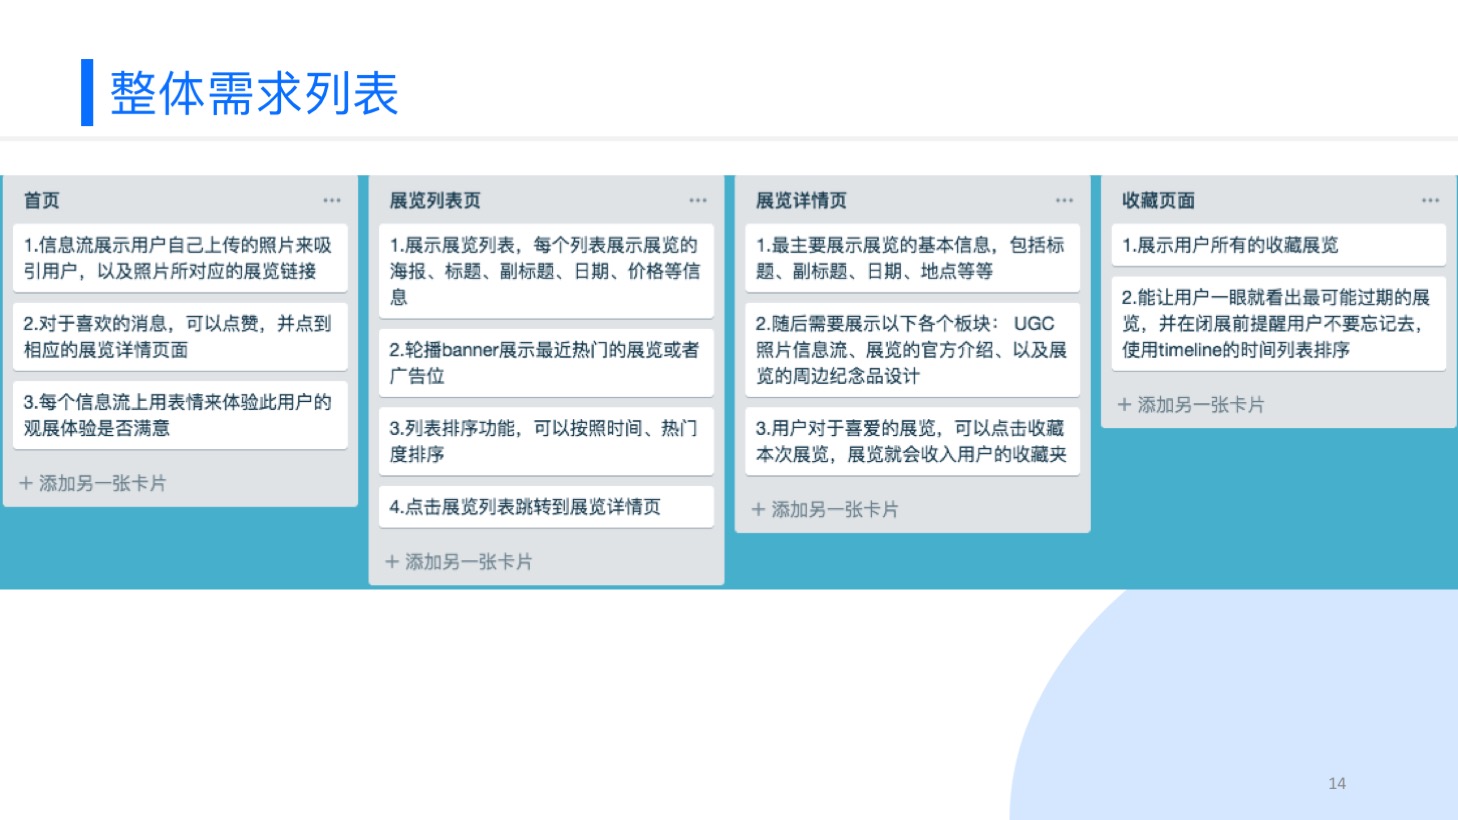 整体需求列表
首页
···
1.信息流展示用户自己上传的照片来吸
引用户，以及照片所对应的展览链接
2.对于喜欢的消息，可以点赞，并点到
相应的展览详情页面
3.每个信息流上用表情来体验此用户的
观展体验是否满意
+ 添加另一张卡片
展览列表页
···
1.展示展览列表，每个列表展示展览的
海报、标题、副标题、日期、价格等信
息
2.轮播banner展示最近热门的展览或者
广告位
3.列表排序功能，可以按照时间、热门
度排序
4.点击展览列表跳转到展览详情页
+ 添加另一张卡片
展览详情页
···
1.最主要展示展览的基本信息，包括标
题、副标题、日期、地点等等
2.随后需要展示以下各个板块： UGC
照片信息流、展览的官方介绍、以及展
览的周边纪念品设计
3.用户对于喜爱的展览，可以点击收藏
本次展览，展览就会收入用户的收藏夹
+ 添加另一张卡片
收藏页面
···
1.展示用户所有的收藏展览
2.能让用户一眼就看出最可能过期的展
览，并在闭展前提醒用户不要忘记去，
使用timeline的时间列表排序
+ 添加另一张卡片
14